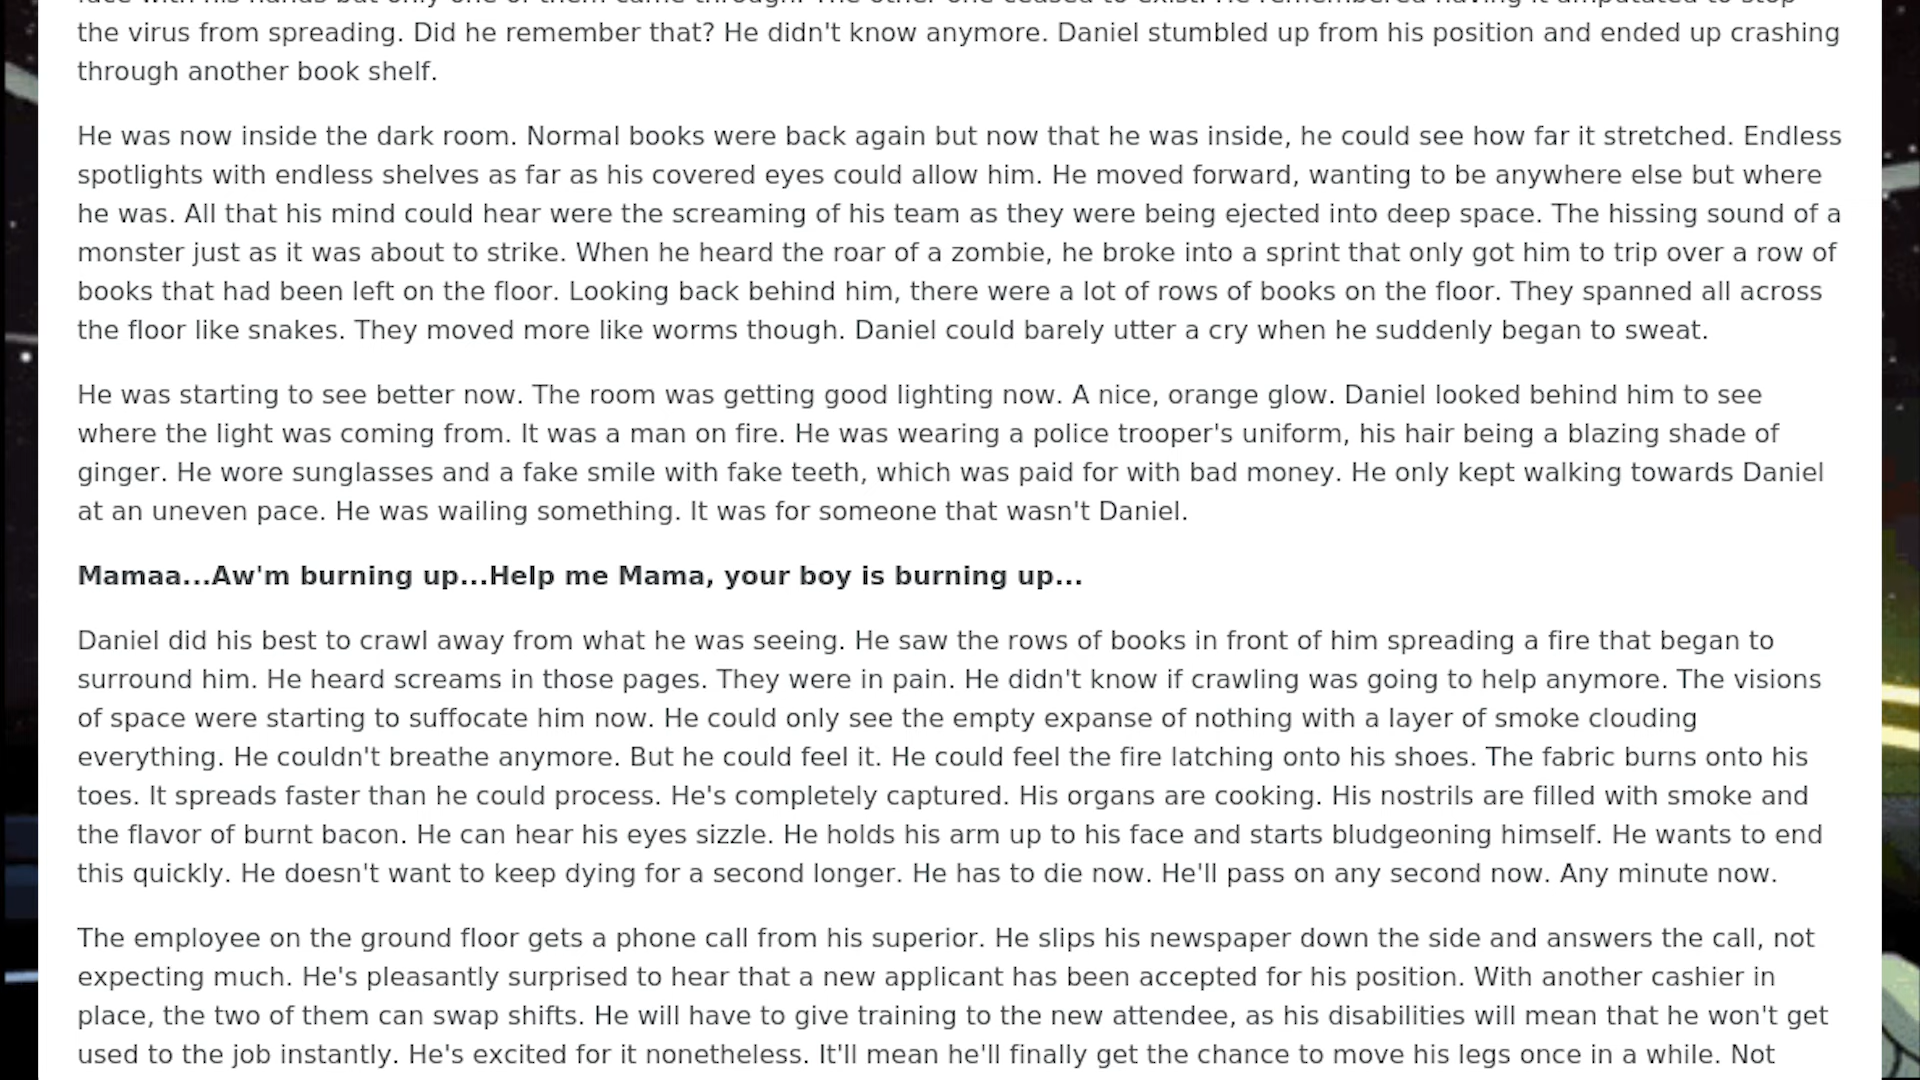 the virus from spreading. Did he remember that? He didn't know anymore. Daniel stumbled up from his position and ended up crashing
through another book shelf.
He was now inside the dark room. Normal books were back again but now that he was inside, he could see how far it stretched. Endless
spotlights with endless shelves as far as his covered eyes could allow him. He moved forward, wanting to be anywhere else but where
he was. All that his mind could hear were the screaming of his team as they were being ejected into deep space. The hissing sound of a
monster just as it was about to strike. When he heard the roar of a zombie, he broke into a sprint that only got him to trip over a row of
books that had been left on the floor. Looking back behind him, there were a lot of rows of books on the floor. They spanned all across
the floor like snakes. They moved more like worms though. Daniel could barely utter a cry when he suddenly began to sweat.
He was starting to see better now. The room was getting good lighting now. A nice, orange glow. Daniel looked behind him to see
where the light was coming from. It was a man on fire. He was wearing a police trooper's uniform, his hair being a blazing shade of
ginger. He wore sunglasses and a fake smile with fake teeth, which was paid for with bad money. He only kept walking towards Daniel
at an uneven pace. He was wailing something. It was for someone that wasn't Daniel.
Mamaa...Aw'm burning up...Help me Mama, your boy is burning up...
Daniel did his best to crawl away from what he was seeing. He saw the rows of books in front of him spreading a fire that began to
surround him. He heard screams in those pages. They were in pain. He didn't know if crawling was going to help anymore. The visions
of space were starting to suffocate him now. He could only see the empty expanse of nothing with a layer of smoke clouding
everything. He couldn't breathe anymore. But he could feel it. He could feel the fire latching onto his shoes. The fabric burns onto his
toes. It spreads faster than he could process. He's completely captured. His organs are cooking. His nostrils are filled with smoke and
the flavor of burnt bacon. He can hear his eyes sizzle. He holds his arm up to his face and starts bludgeoning himself. He wants to end
this quickly. He doesn't want to keep dying for a second longer. He has to die now. He'll pass on any second now. Any minute now.
The employee on the ground floor gets a phone call from his superior. He slips his newspaper down the side and answers the call, not
expecting much. He's pleasantly surprised to hear that a new applicant has been accepted for his position. With another cashier in
place, the two of them can swap shifts. He will have to give training to the new attendee, as his disabilities will mean that he won't get
used to the job instantly. He's excited for it nonetheless. It'll mean he'll finally get the chance to move his legs once in a while. Not